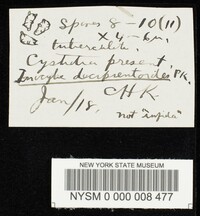 Spores 8-10(11)
x 4-6µ.
tuberculate.
Cystidia present.
Inocybe decipientoides Pk.
Jan/18. CHK.
not "rapida"
NEW YORK STATE MUSEUM
NYSM 0 000 008 477